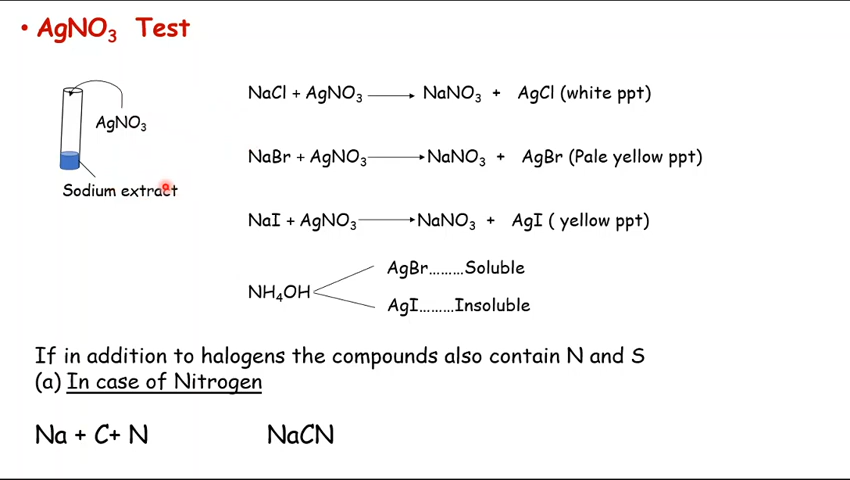 • AgNO₃ Test
AgNO₃
Sodium extract
NaCl + AgNO₃ ⟶ NaNO₃ + AgCl (white ppt)
NaBr + AgNO₃ ⟶ NaNO₃ + AgBr (Pale yellow ppt)
NaI + AgNO₃ ⟶ NaNO₃ + AgI ( yellow ppt)
NH₄OH
AgBr.........Soluble
AgI.........Insoluble
If in addition to halogens the compounds also contain N and S
(a) In case of Nitrogen
Na + C+ N NaCN